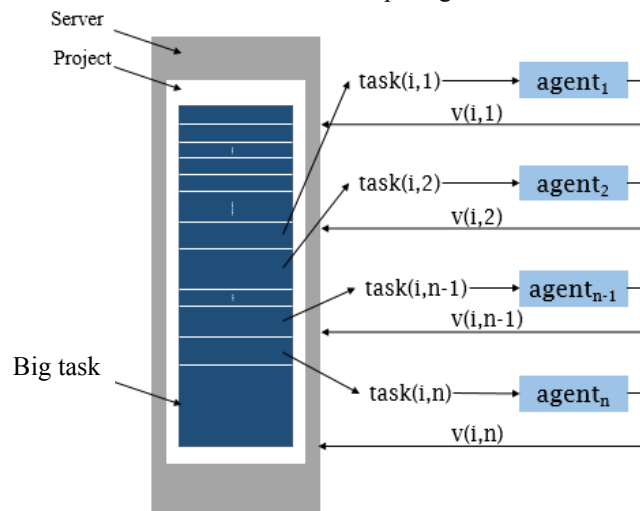 Server
Project
task(i,1)
agent₁
v(i,1)
task(i,2)
agent₂
v(i,2)
task(i,n-1)
agentₙ₋₁
v(i,n-1)
Big task
task(i,n)
agentₙ
v(i,n)